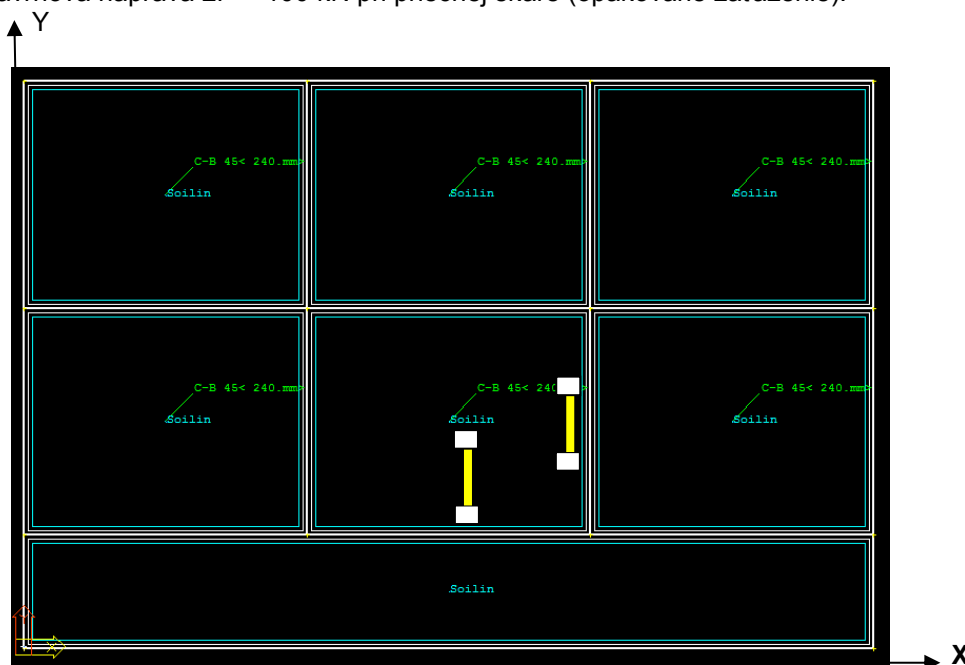 Y
C-B 45< 240.mm> C-B 45< 240.mm> C-B 45< 240.mm>
Soilin Soilin Soilin
C-B 45< 240.mm> C-B 45< 240 C-B 45< 240.mm>
Soilin Soilin Soilin
Soilin
X
X